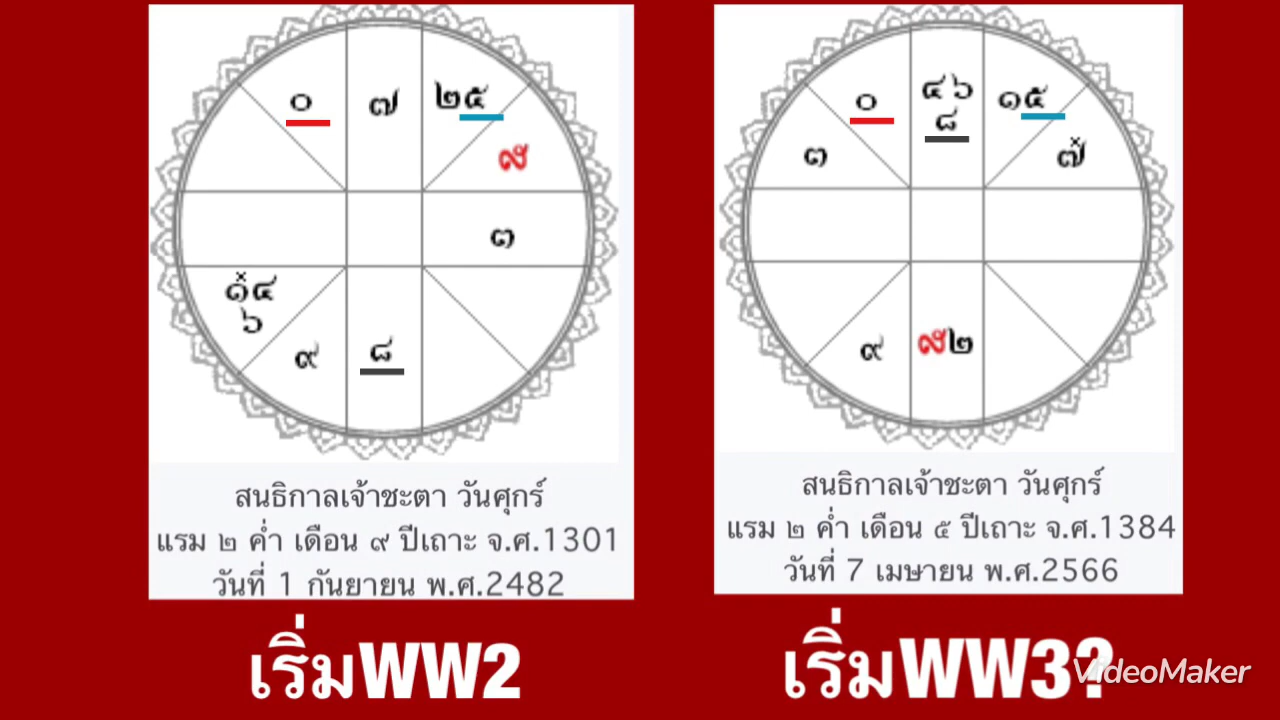 ๐ ๗ ๒๕
๙
๓
๑๔
๖
๙ ๘
สนธิกาลเจ้าชะตา วันศุกร์
แรม ๒ ค่ำ เดือน ๙ ปีเถาะ จ.ศ.1301
วันที่ 1 กันยายน พ.ศ.2482
เริ่มWW2
๐ ๔๖ ๑๕
๘
๓ ๗
๙ ๒
สนธิกาลเจ้าชะตา วันศุกร์
แรม ๒ ค่ำ เดือน ๕ ปีเถาะ จ.ศ.1384
วันที่ 7 เมษายน พ.ศ.2566
เริ่มWW3?
VideoMaker